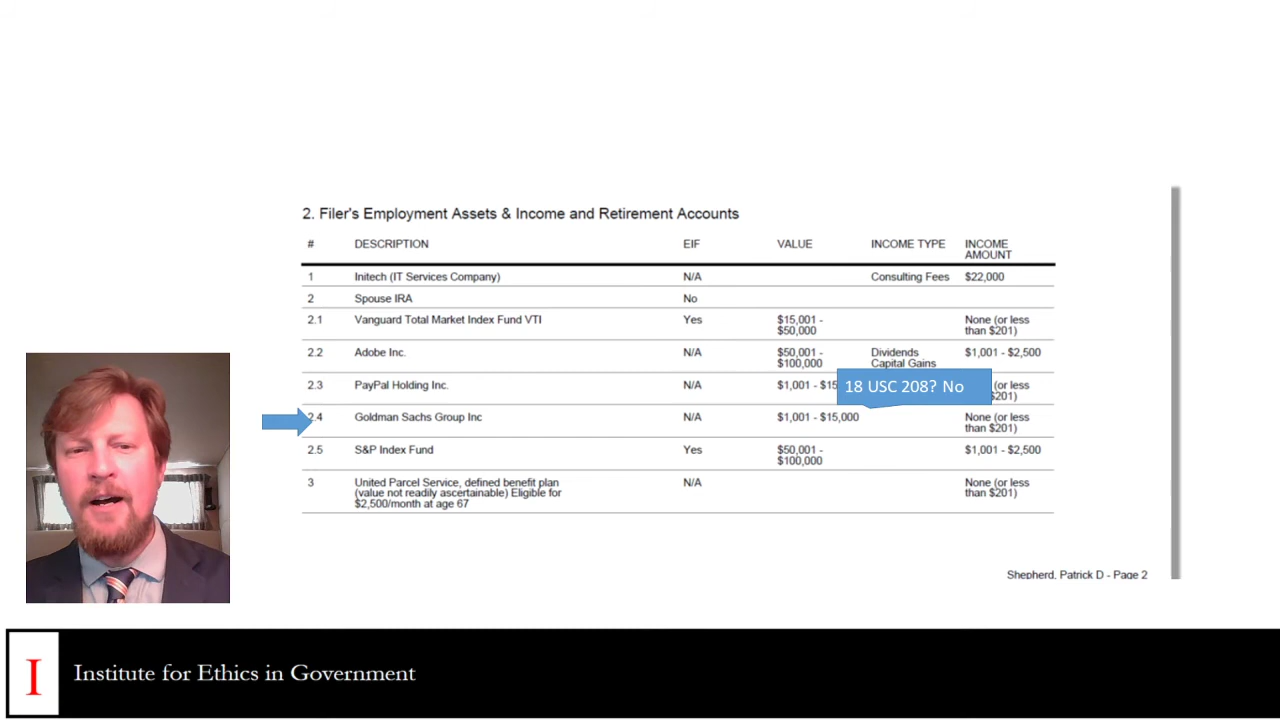 2. Filer's Employment Assets & Income and Retirement Accounts
# DESCRIPTION EIF VALUE INCOME TYPE INCOME
AMOUNT
1 Initech (IT Services Company) N/A Consulting Fees $22,000
2 Spouse IRA No
2.1 Vanguard Total Market Index Fund VTI Yes $15,001 - None (or less
$50,000 than $201)
2.2 Adobe Inc. N/A $50,001 - Dividends $1,001 - $2,500
$100,000 Capital Gains
2.3 PayPal Holding Inc. N/A $1,001 - $15 (or less
18 USC 208? No
$201)
2.4 Goldman Sachs Group Inc N/A $1,001 - $15,000 None (or less
than $201)
2.5 S&P Index Fund Yes $50,001 - $1,001 - $2,500
$100,000
3 United Parcel Service, defined benefit plan N/A None (or less
(value not readily ascertainable) Eligible for than $201)
$2,500/month at age 67
Shepherd, Patrick D - Page 2
I Institute for Ethics in Government